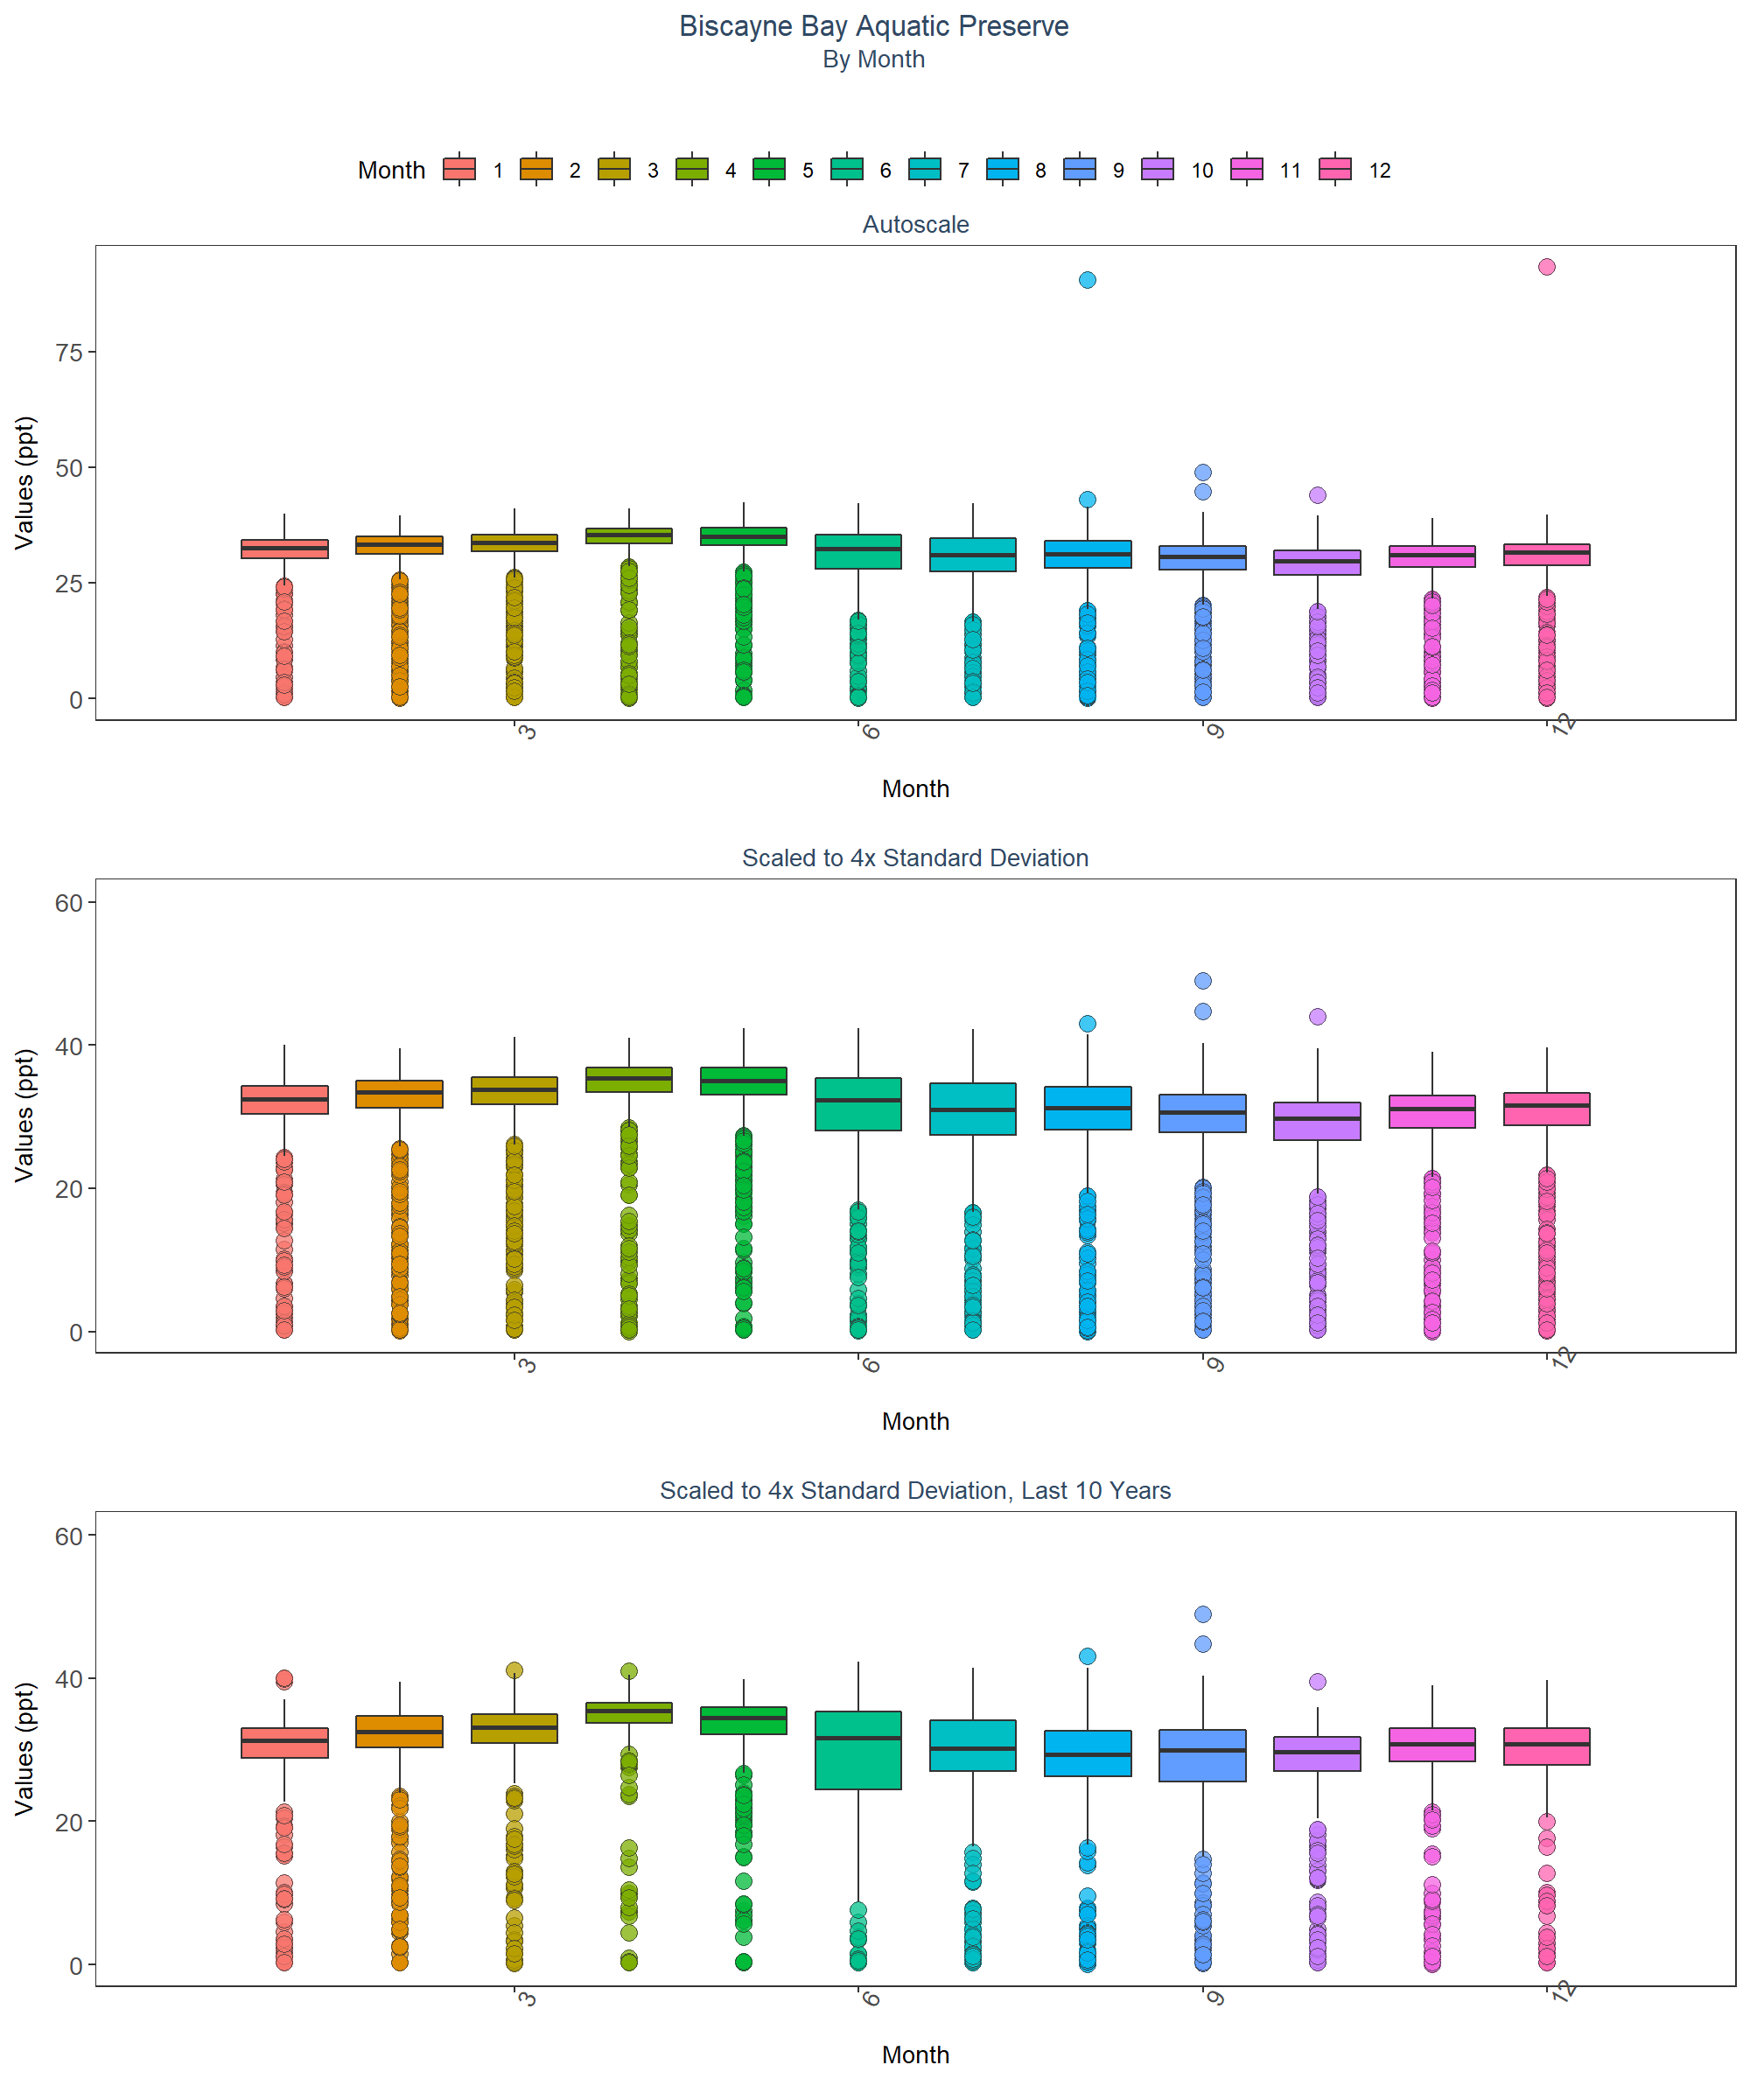 Biscayne Bay Aquatic Preserve
By Month
Month 1 2 3 4 5 6 7 8 9 10 11 12
Autoscale
Values (ppt)
75
50
25
0
3 6 9 12
Month
Scaled to 4x Standard Deviation
Values (ppt)
60
40
20
0
3 6 9 12
Month
Scaled to 4x Standard Deviation, Last 10 Years
Values (ppt)
60
40
20
0
3 6 9 12
Month